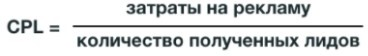 затраты на рекламу
CPL =
количество полученных лидов